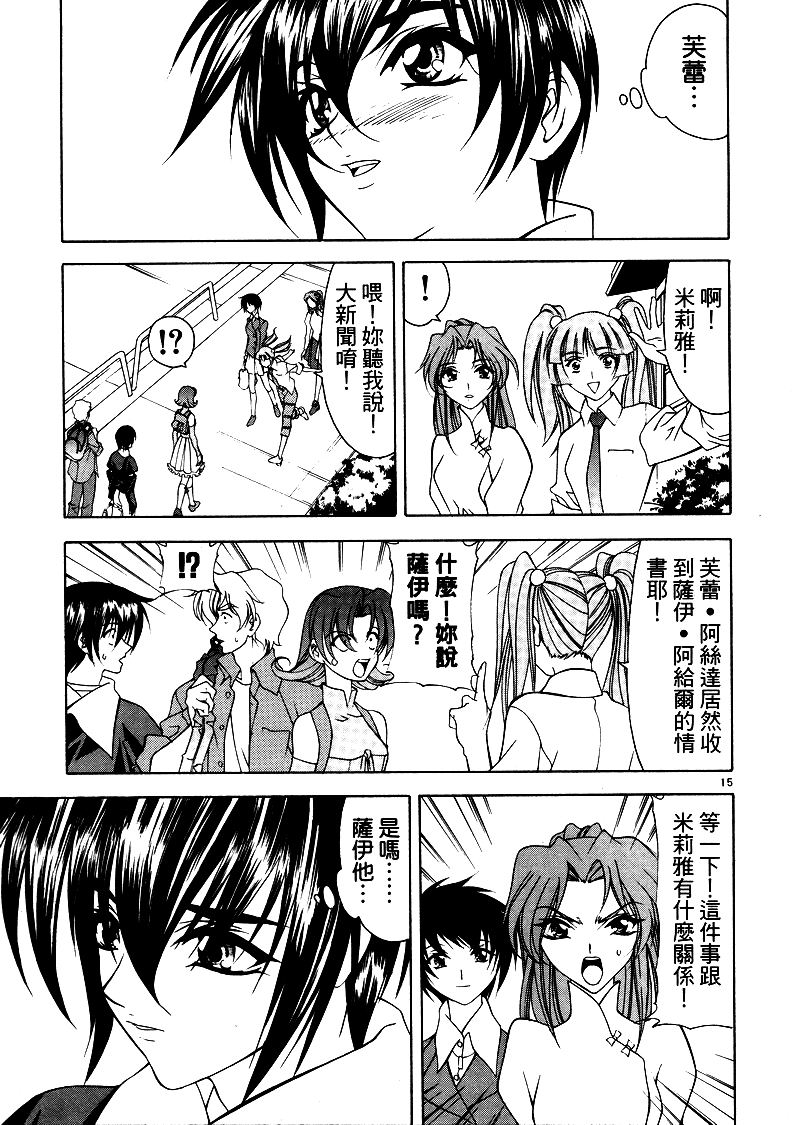 芙蕾…
啊！
米莉雅！
！
喂！妳聽我說！
大新聞唷！
!?
芙蕾•阿絲達居然收
到薩伊•阿給爾的情
書耶！
什麼！妳說
薩伊嗎？
!?
15
等一下！這件事跟
米莉雅有什麼關係！
是嗎……
薩伊他…